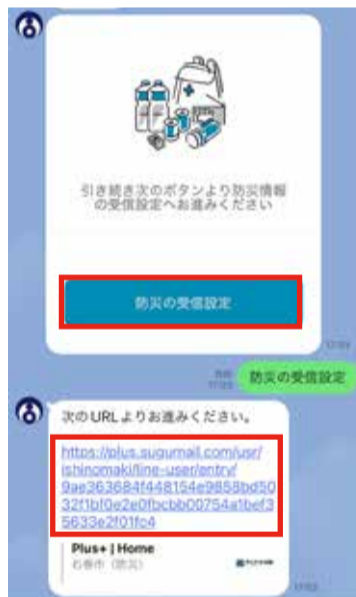 引き続き次のボタンより防災情報
の受信設定へお進みください
防災の受信設定
防災の受信設定
次のURLよりお進みください。
https://plus.sugumail.com/usr/
ishinomaki/line-user/entry/
9ae363684f448154e9858bd50
32f1bf0e2e0fbcbb00754a1bef3
5633e2f01fc4
Plus+ | Home
石巻市（防災）